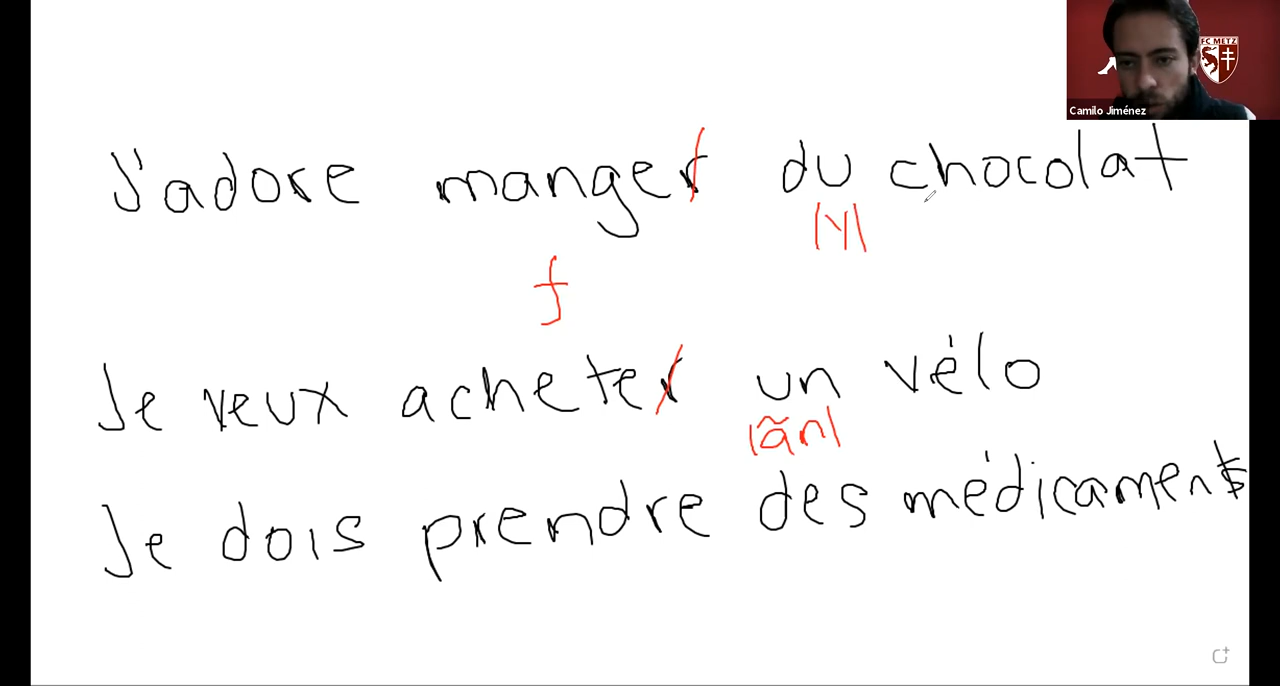 FC METZ
Camilo Jiménez
J'adore manger du chocolat
|y|
f
Je veux acheter un vélo
|ãn|
Je dois prendre des médicaments